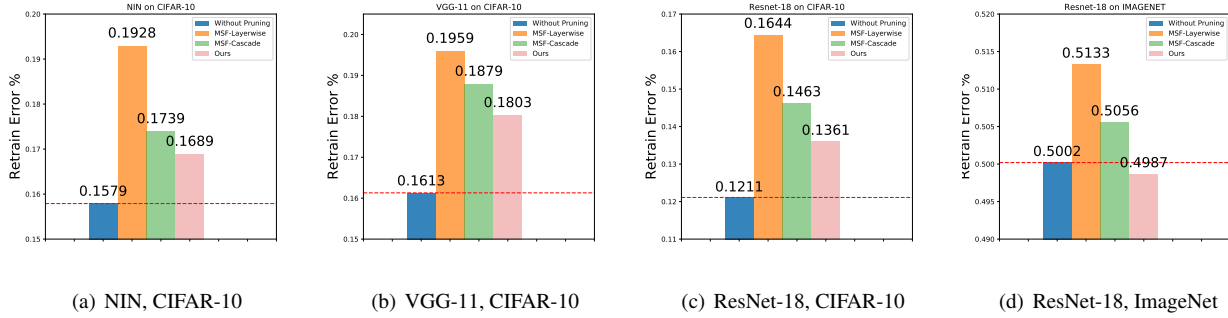 NIN on CIFAR-10
Retrain Error %
0.20
0.19
0.18
0.17
0.16
0.15
Without Pruning
MSF-Layerwise
MSF-Cascade
Ours
0.1579
0.1928
0.1739
0.1689
(a) NIN, CIFAR-10
VGG-11 on CIFAR-10
Retrain Error %
0.20
0.19
0.18
0.17
0.16
0.15
Without Pruning
MSF-Layerwise
MSF-Cascade
Ours
0.1613
0.1959
0.1879
0.1803
(b) VGG-11, CIFAR-10
Resnet-18 on CIFAR-10
Retrain Error %
0.17
0.16
0.15
0.14
0.13
0.12
0.11
Without Pruning
MSF-Layerwise
MSF-Cascade
Ours
0.1211
0.1644
0.1463
0.1361
(c) ResNet-18, CIFAR-10
Resnet-18 on IMAGENET
Retrain Error %
0.520
0.515
0.510
0.505
0.500
0.495
0.490
Without Pruning
MSF-Layerwise
MSF-Cascade
Ours
0.5002
0.5133
0.5056
0.4987
(d) ResNet-18, ImageNet